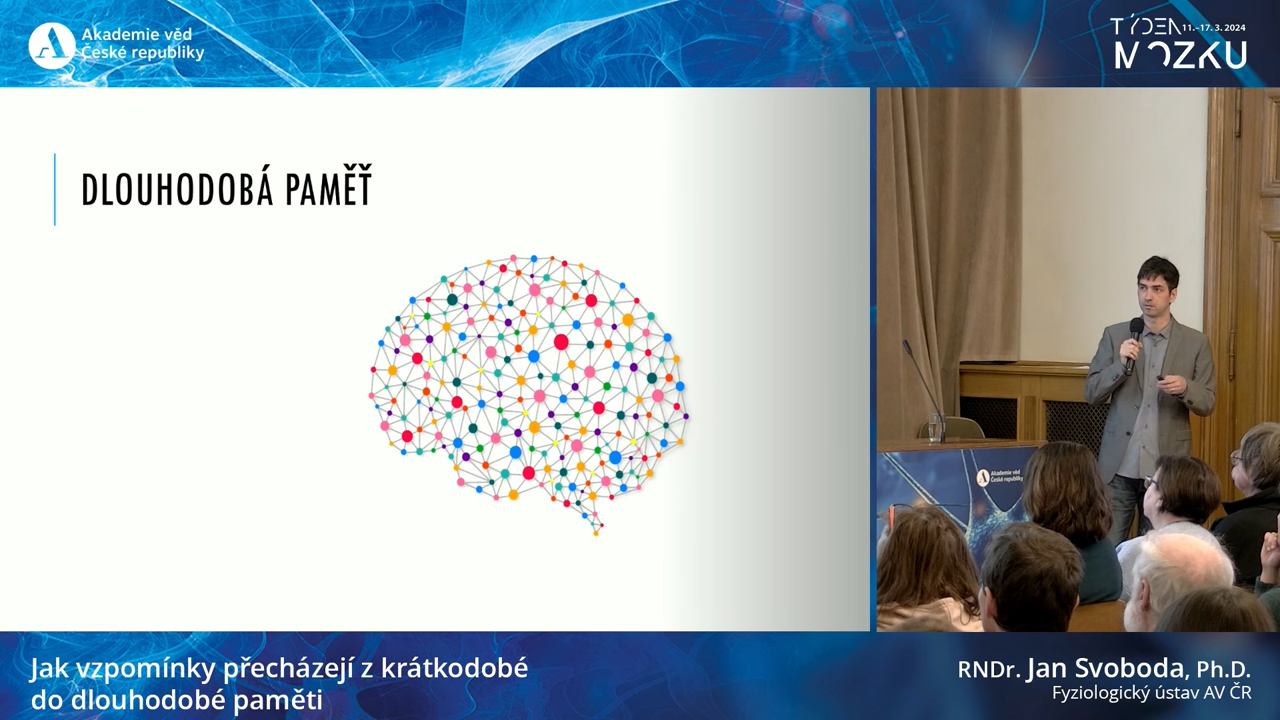 Akademie věd
České republiky
TÝDEN 11.–17. 3. 2024
MOZKU
DLOUHODOBÁ PAMĚŤ
Akademie věd
České republiky
Jak vzpomínky přecházejí z krátkodobé
do dlouhodobé paměti
RNDr. Jan Svoboda, Ph.D.
Fyziologický ústav AV ČR